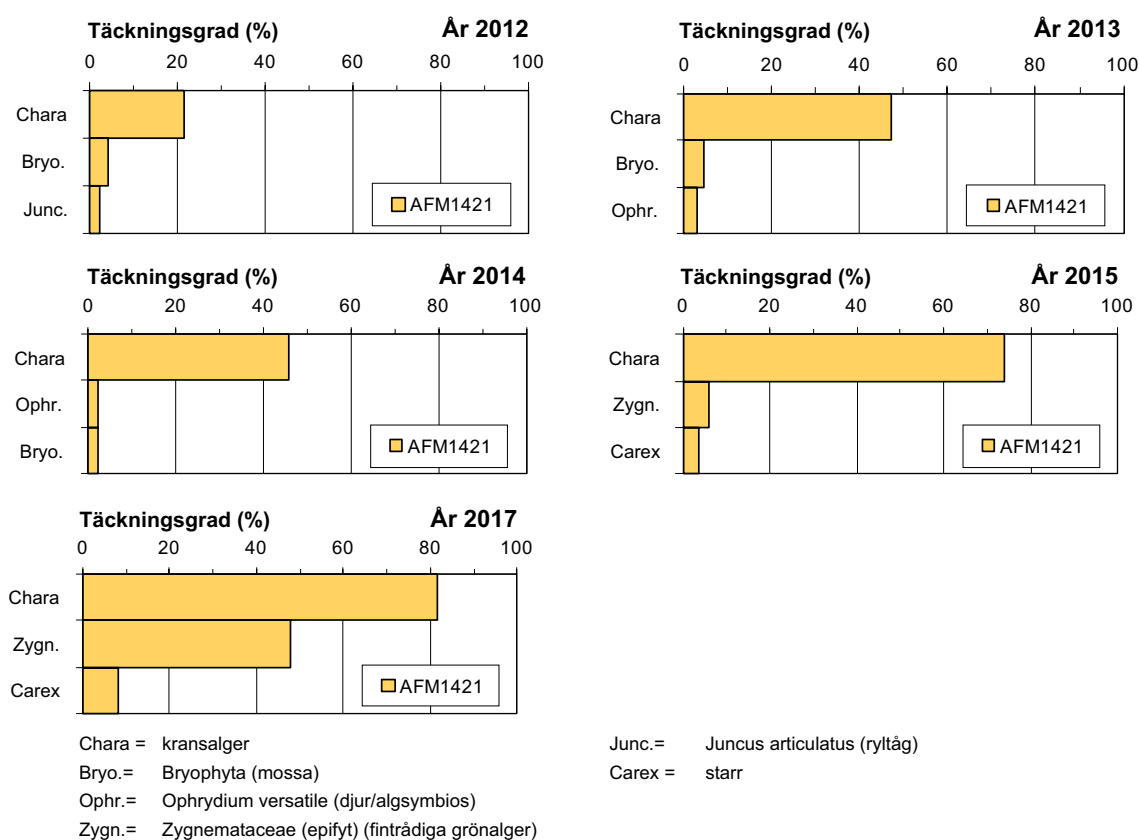 Täckningsgrad (%) År 2012
0 20 40 60 80 100
Chara
Bryo.
Junc.
AFM1421
Täckningsgrad (%) År 2013
0 20 40 60 80 100
Chara
Bryo.
Ophr.
AFM1421
Täckningsgrad (%) År 2014
0 20 40 60 80 100
Chara
Ophr.
Bryo.
AFM1421
Täckningsgrad (%) År 2015
0 20 40 60 80 100
Chara
Zygn.
Carex
AFM1421
Täckningsgrad (%) År 2017
0 20 40 60 80 100
Chara
Zygn.
Carex
AFM1421
Chara = kransalger
Bryo.= Bryophyta (mossa)
Ophr.= Ophrydium versatile (djur/algsymbios)
Zygn.= Zygnemataceae (epifyt) (fintrådiga grönalger)
Junc.= Juncus articulatus (ryltåg)
Carex = starr